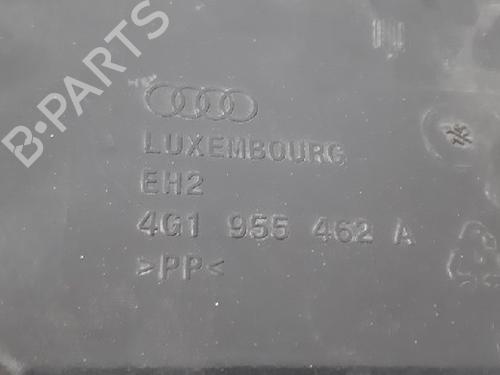 B-PARTS
LUXEMBOURG
EH2
4G1 955 462 A
>PP<